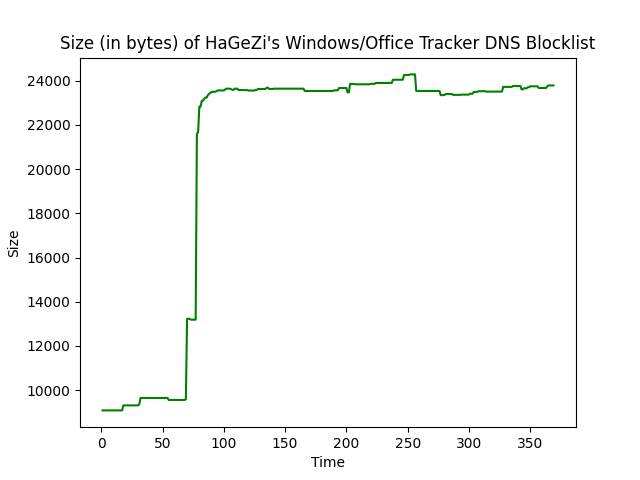 Size (in bytes) of HaGeZi's Windows/Office Tracker DNS Blocklist
24000
22000
20000
18000
16000
14000
12000
10000
Size
0 50 100 150 200 250 300 350
Time